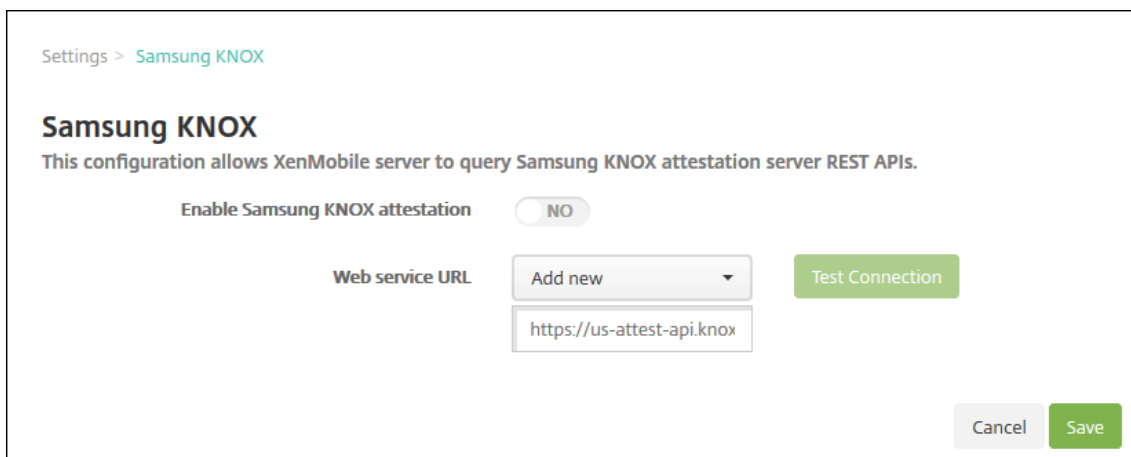 Settings > Samsung KNOX
Samsung KNOX
This configuration allows XenMobile server to query Samsung KNOX attestation server REST APIs.
Enable Samsung KNOX attestation NO
Web service URL Add new Test Connection
https://us-attest-api.knox
Cancel Save